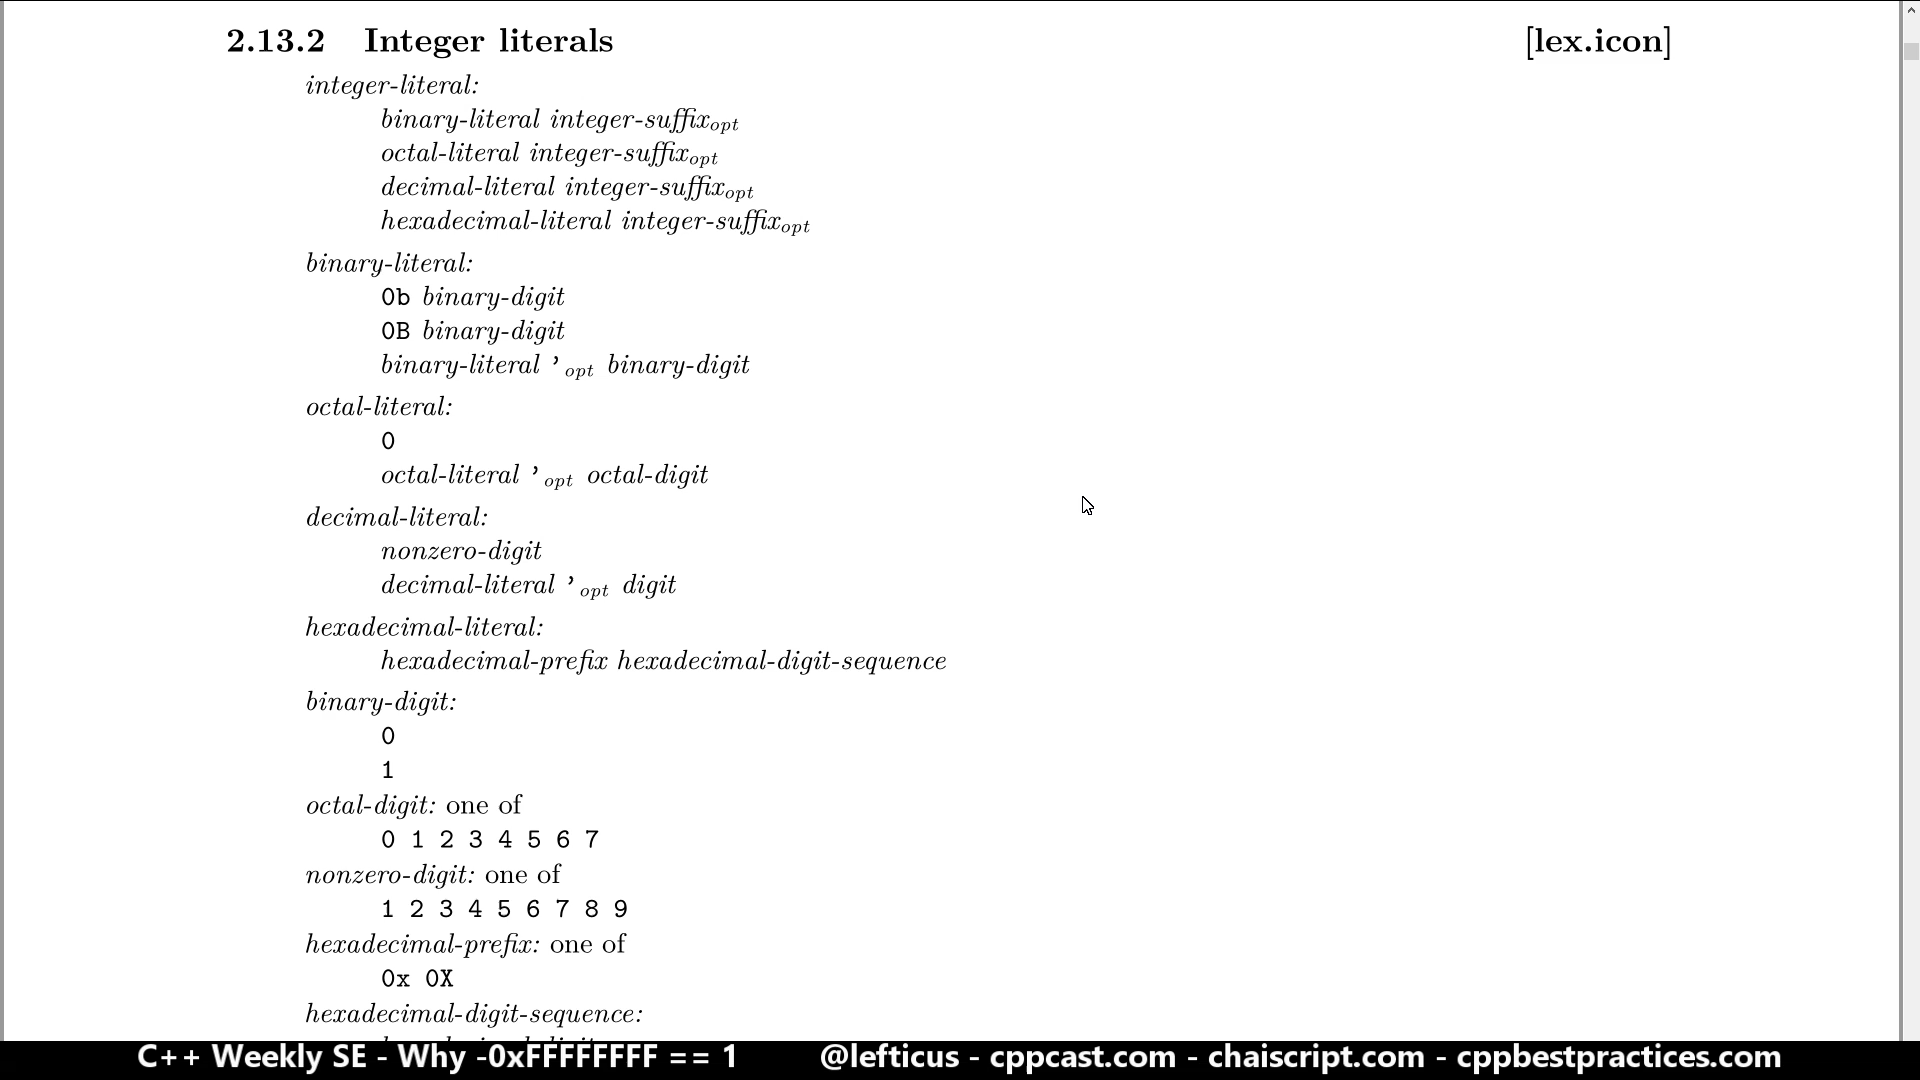 2.13.2 Integer literals [lex.icon]
integer-literal:
binary-literal integer-suffixopt
octal-literal integer-suffixopt
decimal-literal integer-suffixopt
hexadecimal-literal integer-suffixopt
binary-literal:
0b binary-digit
0B binary-digit
binary-literal ’opt binary-digit
octal-literal:
0
octal-literal ’opt octal-digit
decimal-literal:
nonzero-digit
decimal-literal ’opt digit
hexadecimal-literal:
hexadecimal-prefix hexadecimal-digit-sequence
binary-digit:
0
1
octal-digit: one of
0 1 2 3 4 5 6 7
nonzero-digit: one of
1 2 3 4 5 6 7 8 9
hexadecimal-prefix: one of
0x 0X
hexadecimal-digit-sequence:
C++ Weekly SE - Why -0xFFFFFFFF == 1 @lefticus - cppcast.com - chaiscript.com - cppbestpractices.com